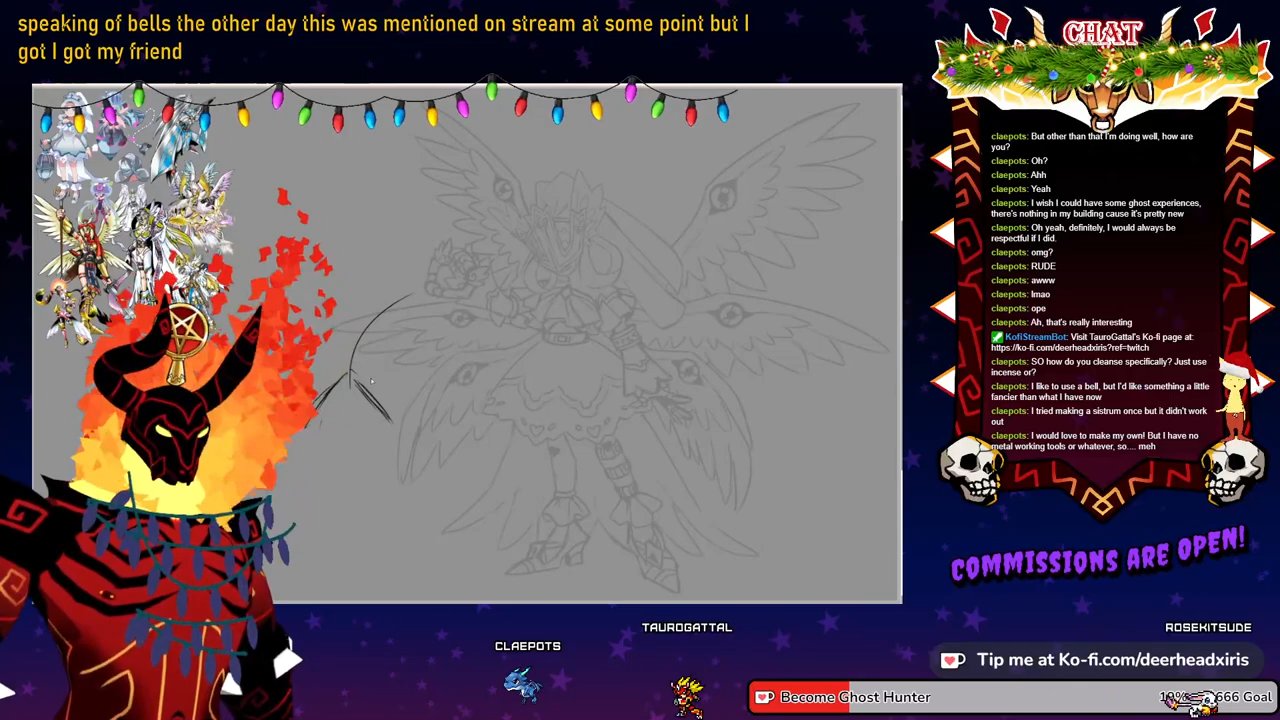 speaking of bells the other day this was mentioned on stream at some point but I
got I got my friend
CHAT
claepots: But other than that I'm doing well, how are
you?
claepots: Oh?
claepots: Ahh
claepots: Yeah
claepots: I wish I could have some ghost experiences,
there's nothing in my building cause it's pretty new
claepots: Oh yeah, definitely, I would always be
respectful if I did.
claepots: omg?
claepots: RUDE
claepots: awww
claepots: lmao
claepots: ope
claepots: Ah, that's really interesting
KofiStreamBot: Visit TauroGattal's Ko-fi page at:
https://ko-fi.com/deerheadxiris?ref=twitch
claepots: SO how do you cleanse specifically? Just use
incense or?
claepots: I like to use a bell, but I'd like something a little
fancier than what I have now
claepots: I tried making a sistrum once but it didn't work
out
claepots: I would love to make my own! But I have no
metal working tools or whatever, so.... meh
COMMISSIONS ARE OPEN!
TAUROGATTAL
ROSEKITSUDE
CLAEPOTS
Tip me at Ko-fi.com/deerheadxiris
Become Ghost Hunter
666 Goal